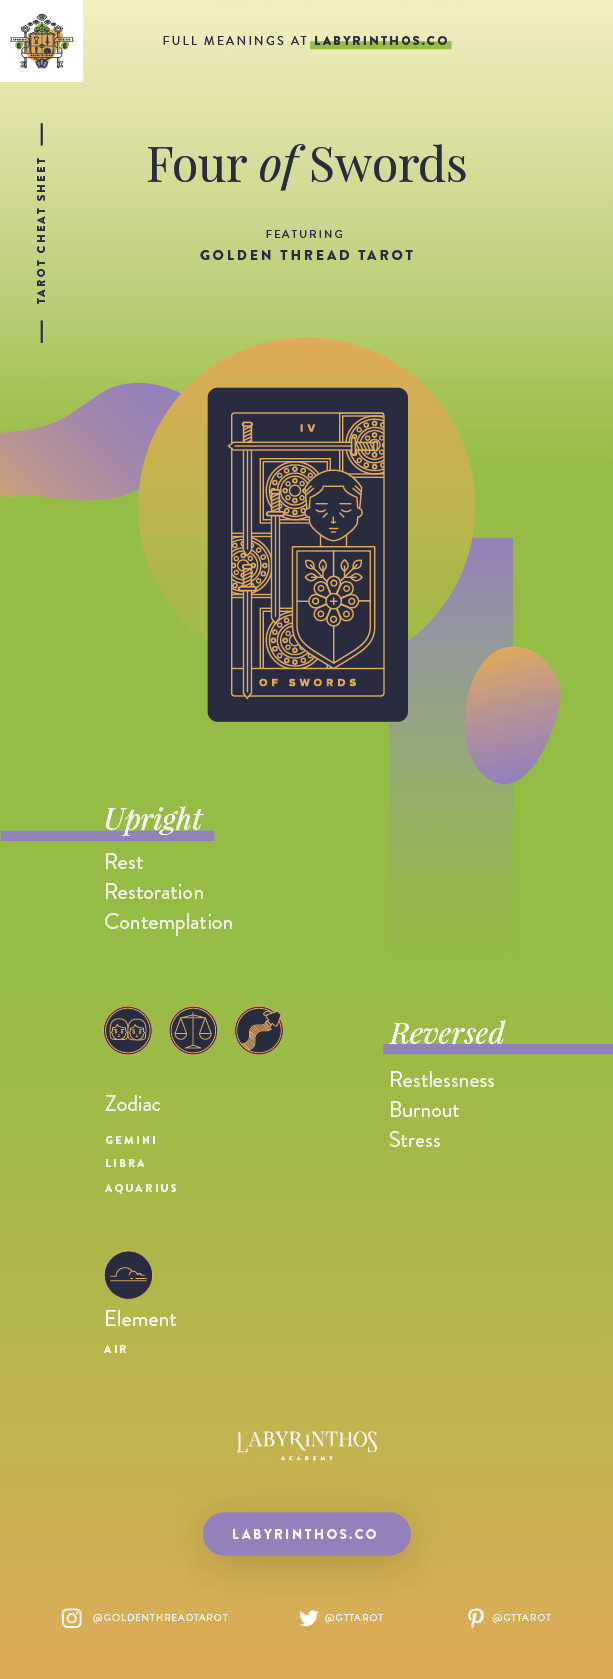 FULL MEANINGS AT LABYRINTHOS.CO
TAROT CHEAT SHEET
Four of Swords
FEATURING
GOLDEN THREAD TAROT
IV
OF SWORDS
Upright
Rest
Restoration
Contemplation
Reversed
Restlessness
Burnout
Stress
Zodiac
GEMINI
LIBRA
AQUARIUS
Element
AIR
LABYRINTHOS
ACADEMY
LABYRINTHOS.CO
@GOLDENTHREADTAROT
@GTTAROT
@GTTAROT